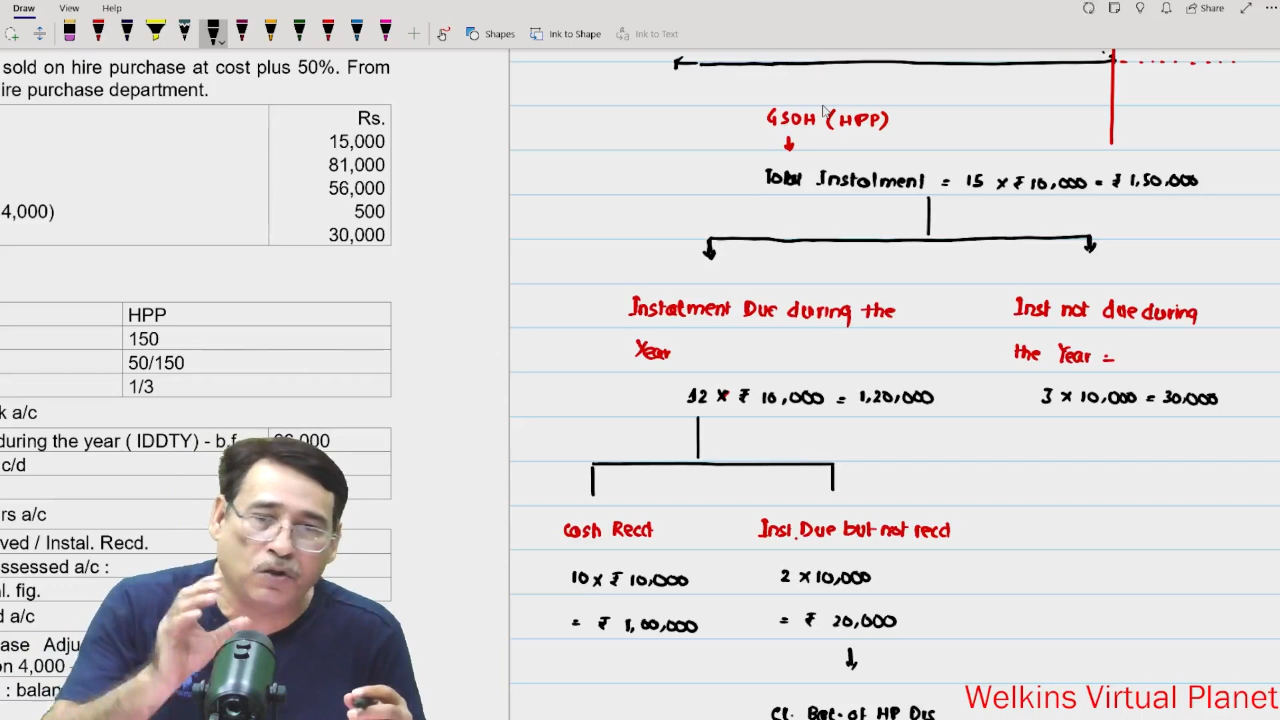 Draw View Help
Share
Shapes Ink to Shape Ink to Text
sold on hire purchase at cost plus 50%. From
ire purchase department.
Rs.
15,000
81,000
56,000
4,000) 500
30,000
HPP
150
50/150
1/3
k a/c
during the year ( IDDTY) - b.f.
c/d
rs a/c
ved / Instal. Recd.
ssessed a/c :
al. fig.
d a/c
ase Adju
on 4,000
: balan
GSOH (HPP)
Total Instalment = 15 × ₹ 10,000 = ₹ 1,50,000
Instalment Due during the
Year
12 × ₹ 10,000 = 1,20,000
Inst not due during
the Year =
3 × 10,000 = 30,000
Cash Recd
10 × ₹ 10,000
= ₹ 1,00,000
Inst. Due but not recd
2 × 10,000
= ₹ 20,000
Cl. Bal. of HP Drs
Welkins Virtual Planet